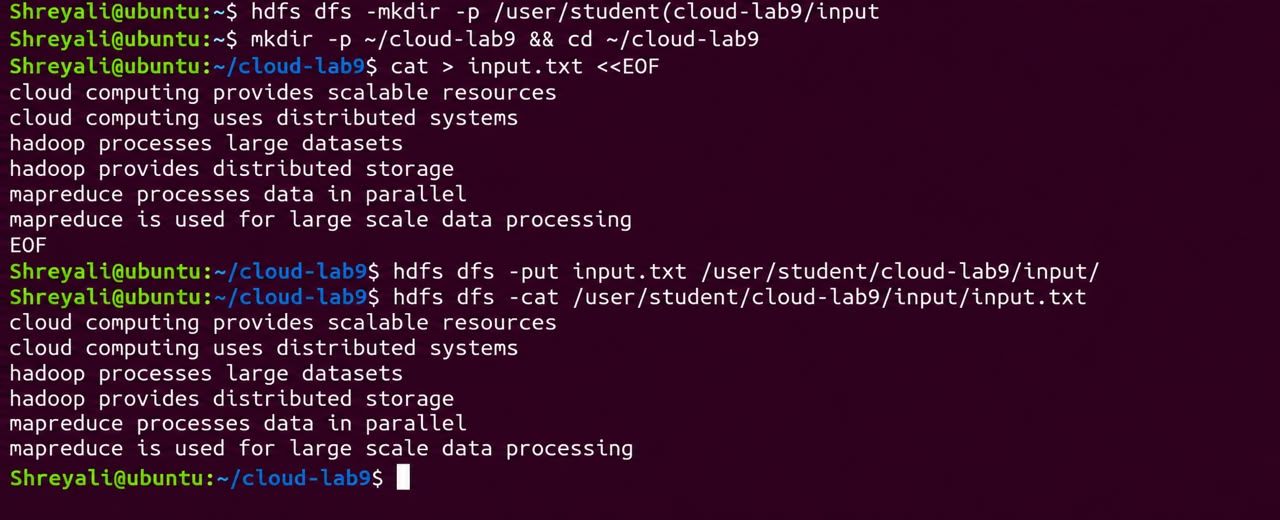 Shreyali@ubuntu:~$ hdfs dfs -mkdir -p /user/student(cloud-lab9/input
Shreyali@ubuntu:~$ mkdir -p ~/cloud-lab9 && cd ~/cloud-lab9
Shreyali@ubuntu:~/cloud-lab9$ cat > input.txt <<EOF
cloud computing provides scalable resources
cloud computing uses distributed systems
hadoop processes large datasets
hadoop provides distributed storage
mapreduce processes data in parallel
mapreduce is used for large scale data processing
EOF
Shreyali@ubuntu:~/cloud-lab9$ hdfs dfs -put input.txt /user/student/cloud-lab9/input/
Shreyali@ubuntu:~/cloud-lab9$ hdfs dfs -cat /user/student/cloud-lab9/input/input.txt
cloud computing provides scalable resources
cloud computing uses distributed systems
hadoop processes large datasets
hadoop provides distributed storage
mapreduce processes data in parallel
mapreduce is used for large scale data processing
Shreyali@ubuntu:~/cloud-lab9$